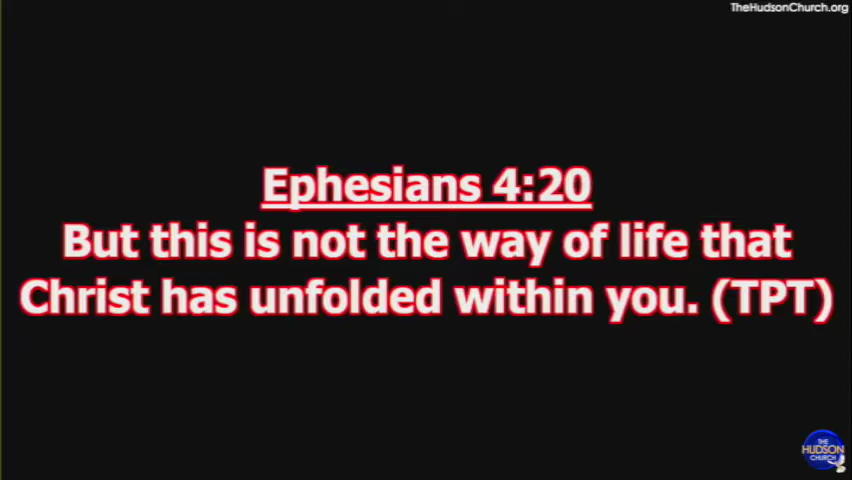 TheHudsonChurch.org
Ephesians 4:20
But this is not the way of life that
Christ has unfolded within you. (TPT)
THE
HUDSON
CHURCH